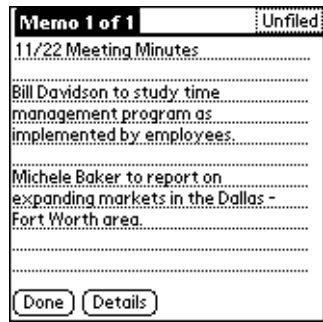 Memo 1 of 1
Unfiled
11/22 Meeting Minutes
Bill Davidson to study time
management program as
implemented by employees.
Michele Baker to report on
expanding markets in the Dallas -
Fort Worth area.
Done
Details